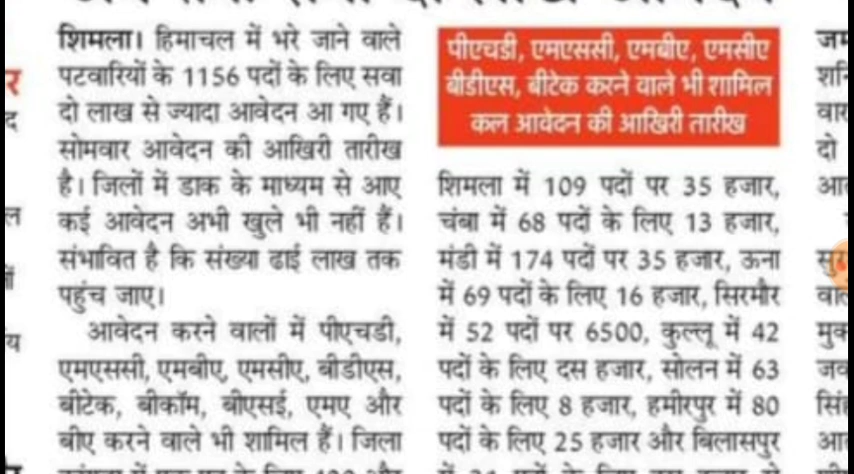 शिमला। हिमाचल में भरे जाने वाले
पटवारियों के 1156 पदों के लिए सवा
दो लाख से ज्यादा आवेदन आ गए हैं।
सोमवार आवेदन की आखिरी तारीख
है। जिलों में डाक के माध्यम से आए
कई आवेदन अभी खुले भी नहीं हैं।
संभावित है कि संख्या ढाई लाख तक
पहुंच जाए।
आवेदन करने वालों में पीएचडी,
एमएससी, एमबीए, एमसीए, बीडीएस,
बीटेक, बीकॉम, बीएसई, एमए और
बीए करने वाले भी शामिल हैं। जिला
पीएचडी, एमएससी, एमबीए, एमसीए
बीडीएस, बीटेक करने वाले भी शामिल
कल आवेदन की आखिरी तारीख
शिमला में 109 पदों पर 35 हजार,
चंबा में 68 पदों के लिए 13 हजार,
मंडी में 174 पदों पर 35 हजार, ऊना
में 69 पदों के लिए 16 हजार, सिरमौर
में 52 पदों पर 6500, कुल्लू में 42
पदों के लिए दस हजार, सोलन में 63
पदों के लिए 8 हजार, हमीरपुर में 80
पदों के लिए 25 हजार और बिलासपुर